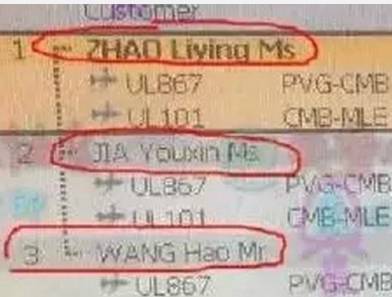 Customer
1 ZHAO Liying Ms
UL867 PVG-CMB
UL101 CMB-MLE
2 JIA Youxin Ms
UL867 PVG-CMB
UL101 CMB-MLE
3 WANG Hao Mr
UL867 PVG-CMB